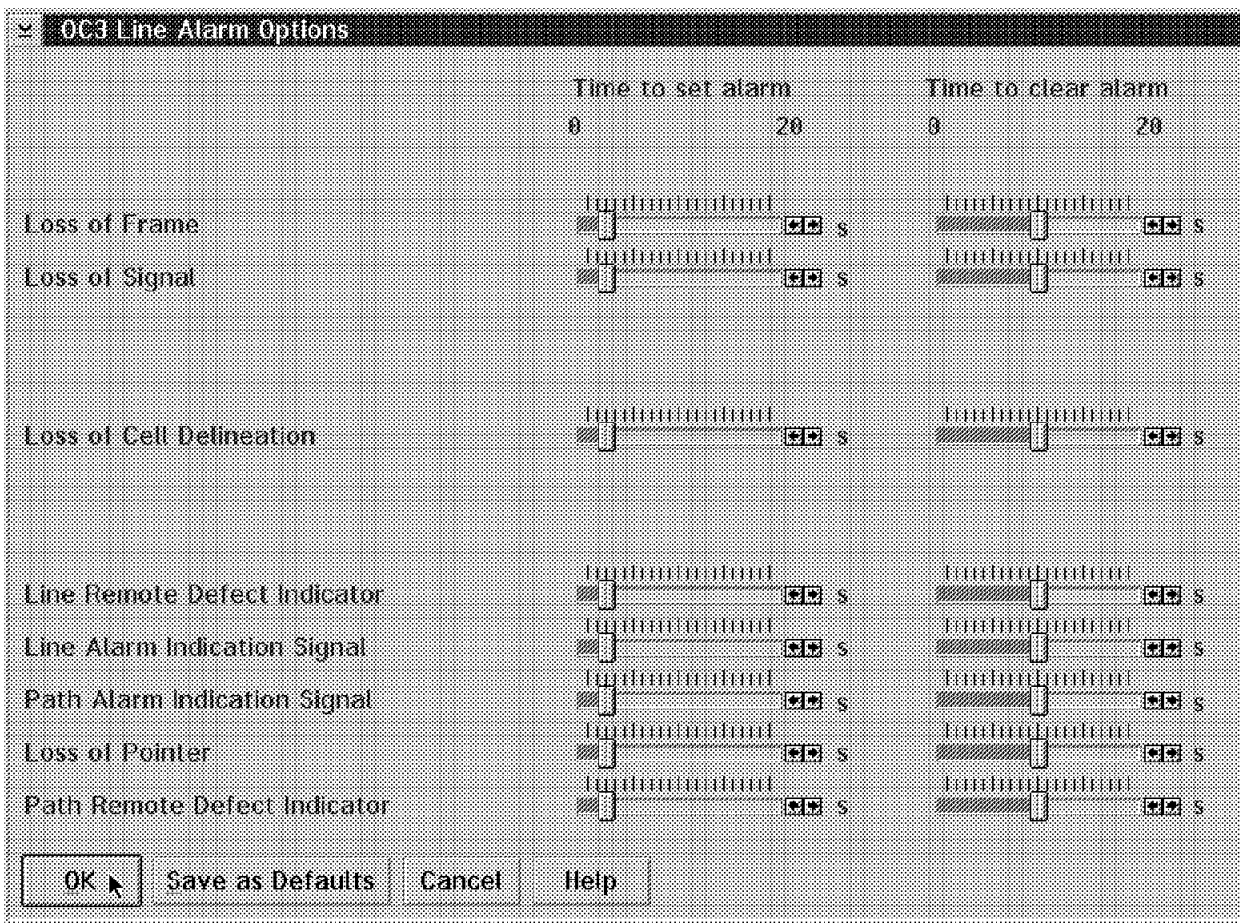 OC3 Line Alarm Options
Time to set alarm Time to clear alarm
0 20 0 20
Loss of Frame s s
Loss of Signal s s
Loss of Cell Delineation s s
Line Remote Defect Indicator s s
Line Alarm Indication Signal s s
Path Alarm Indication Signal s s
Loss of Pointer s s
Path Remote Defect Indicator s s
OK Save as Defaults Cancel Help